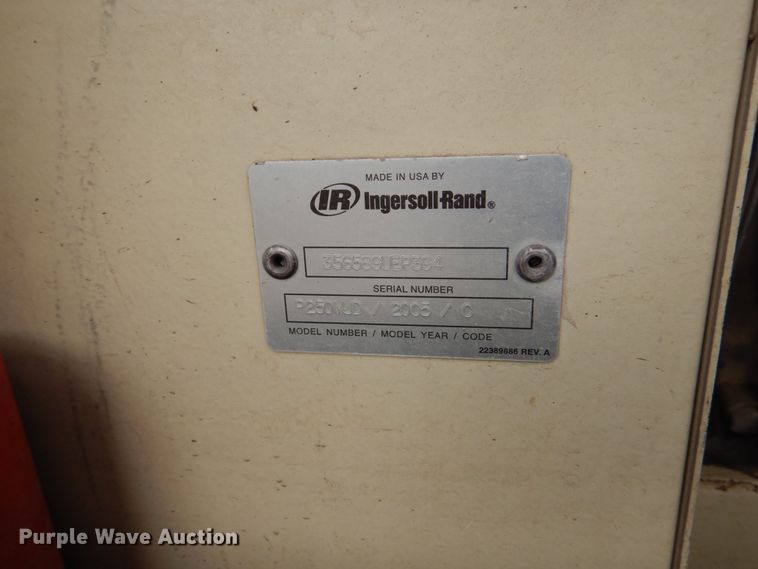 MADE IN USA BY
IR Ingersoll-Rand®
356589UEP394
SERIAL NUMBER
P250WJD / 2005 / C
MODEL NUMBER / MODEL YEAR / CODE
22389886 REV. A
Purple Wave Auction